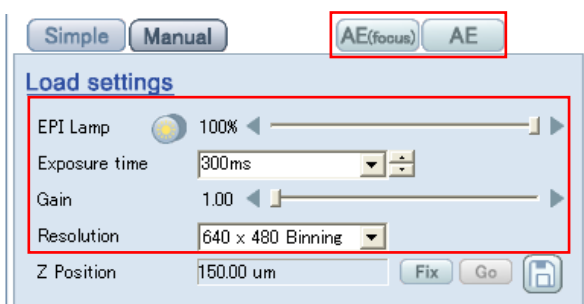 Simple Manual AE(focus) AE
Load settings
EPI Lamp 100%
Exposure time 300ms
Gain 1.00
Resolution 640 x 480 Binning
Z Position 150.00 um Fix Go